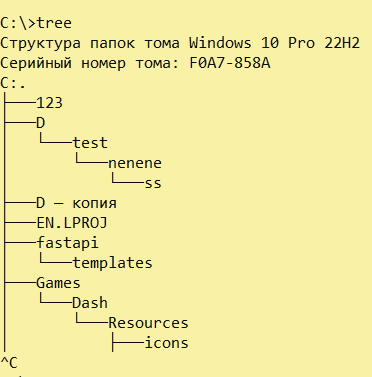 C:\>tree
Структура папок тома Windows 10 Pro 22H2
Серийный номер тома: F0A7-858A
C:.
├───123
├───D
│   └───test
│       └───nenene
│           └───ss
├───D — копия
├───EN.LPROJ
├───fastapi
│   └───templates
├───Games
│   └───Dash
│       └───Resources
│           ├───icons
^C